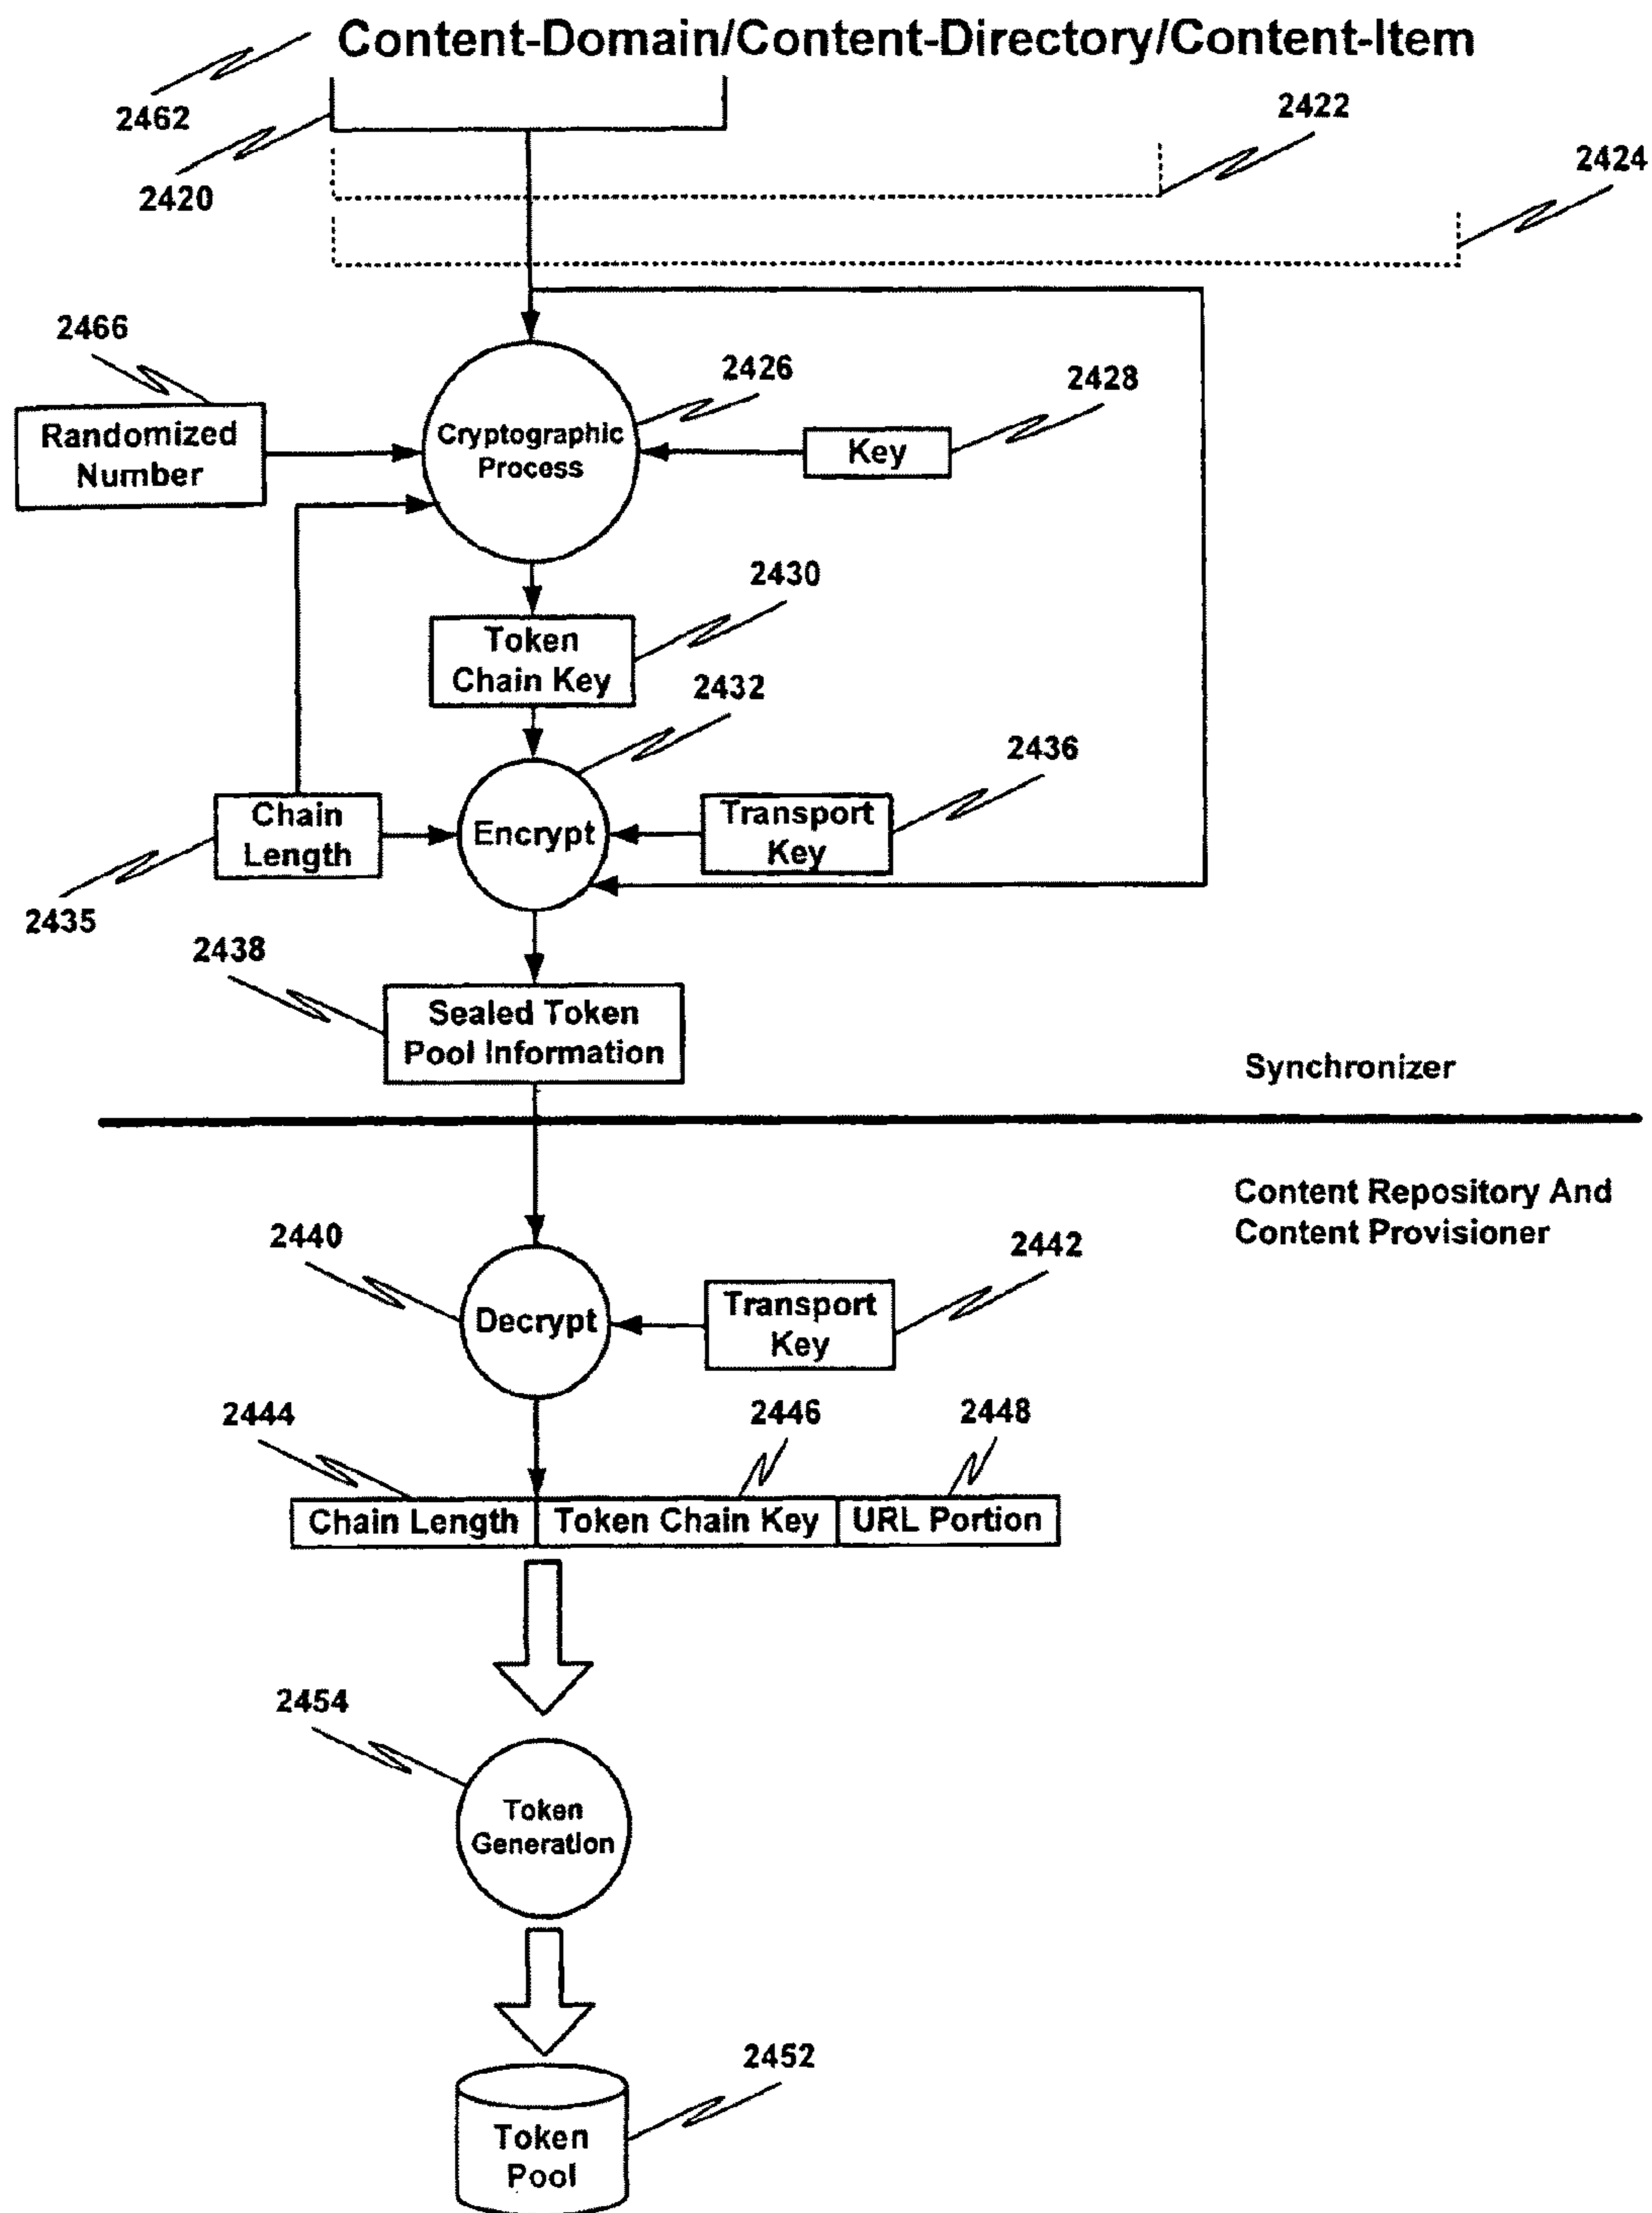 Content-Domain/Content-Directory/Content-Item
2462
2422
2420
2424
2466
2426
2428
Randomized
Number
Cryptographic
Process
Key
2430
Token
Chain Key
2432
2436
Chain
Length
Encrypt
Transport
Key
2435
2438
Sealed Token
Pool Information
Synchronizer
Content Repository And
Content Provisioner
2440
2442
Decrypt
Transport
Key
2444
2446
2448
Chain Length
Token Chain Key
URL Portion
2454
Token
Generation
2452
Token
Pool